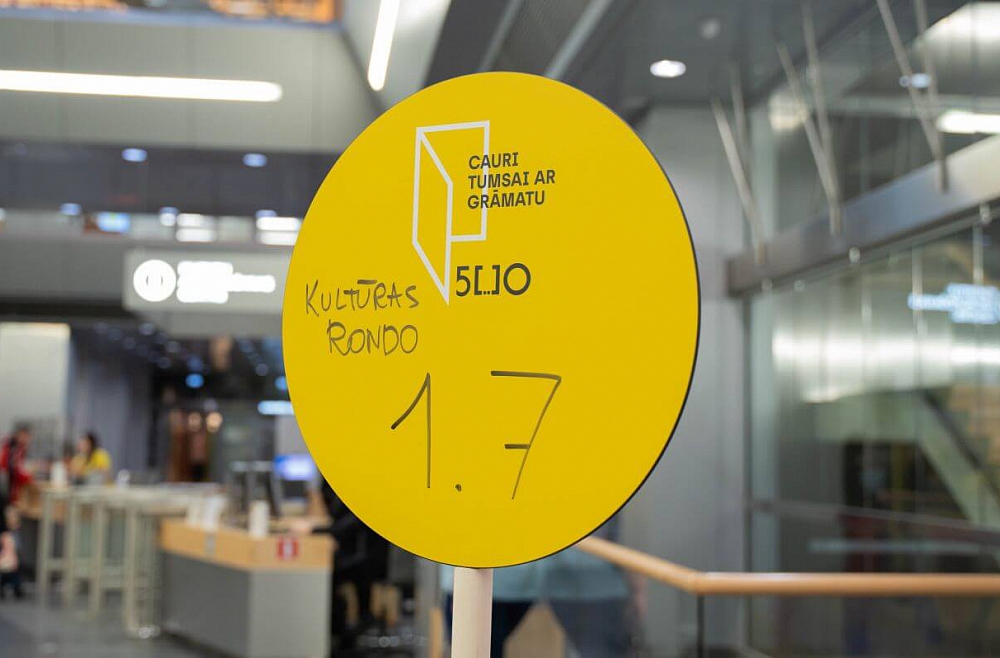 CAURI
TUMSAI AR
GRĀMATU
5[..]0
KULTŪRAS
RONDO
1.7